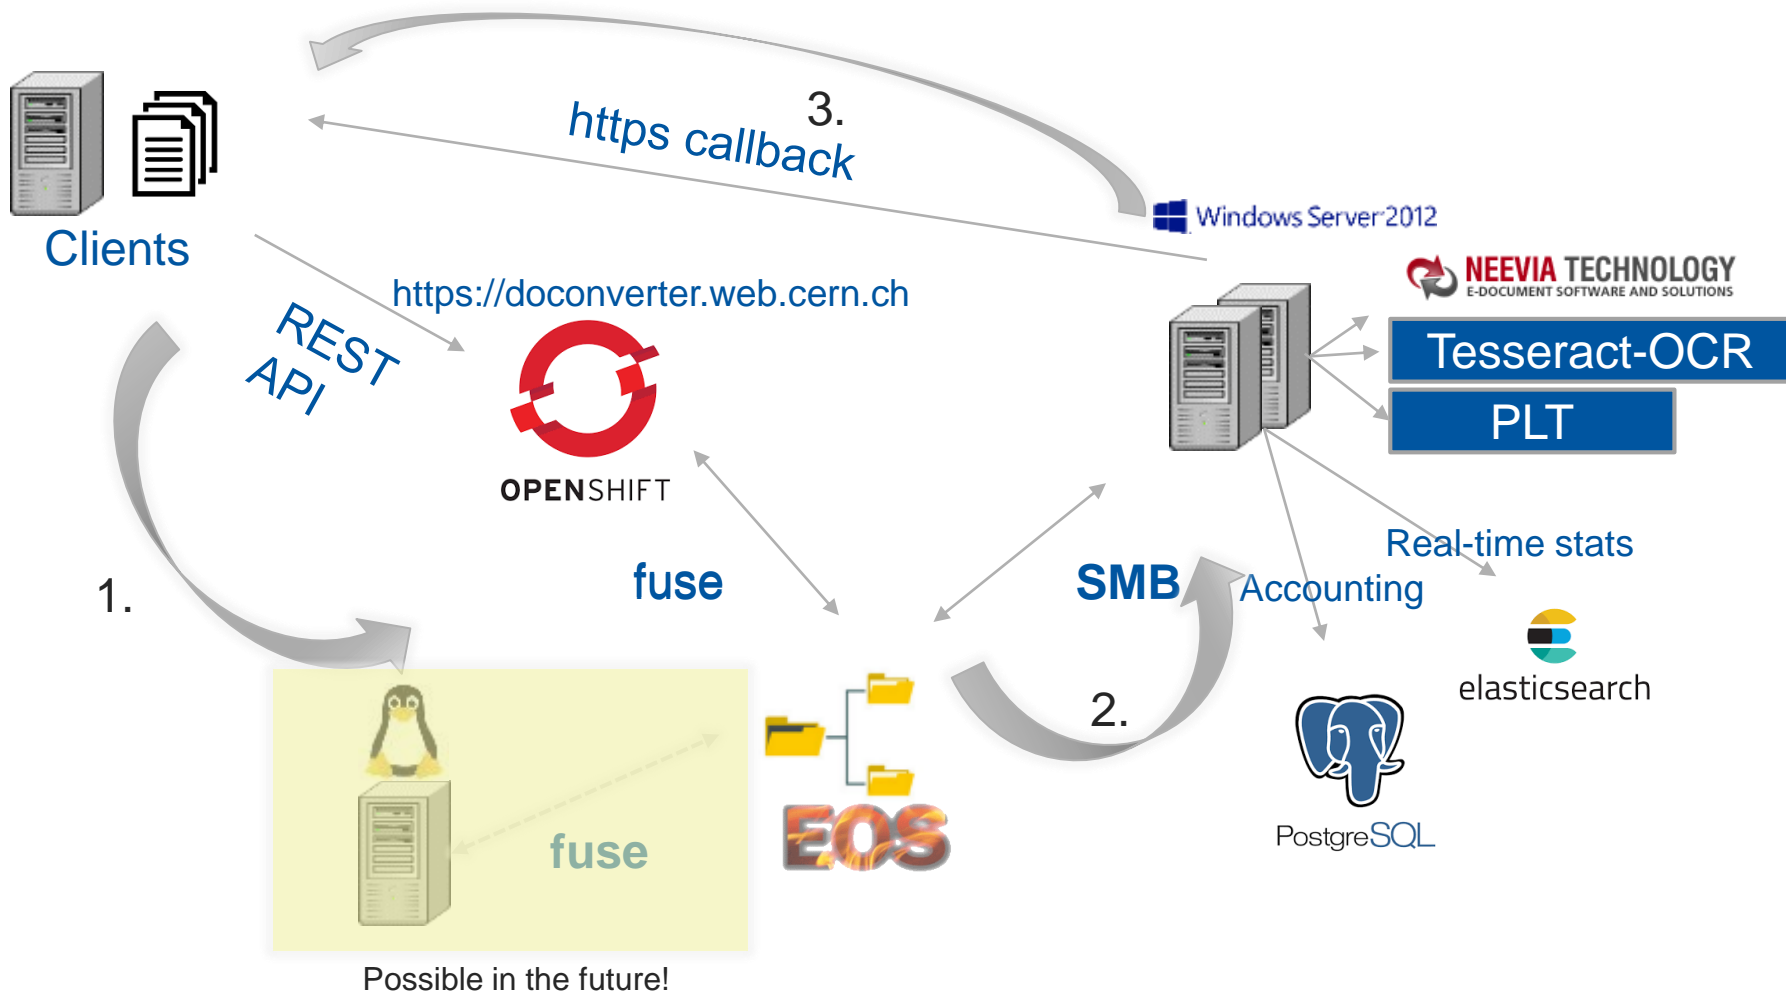 3.
https callback
Windows Server 2012
Clients
NEEVIA TECHNOLOGY
E-DOCUMENT SOFTWARE AND SOLUTIONS
https://doconverter.web.cern.ch
REST
API
Tesseract-OCR
PLT
OPENSHIFT
Real-time stats
fuse
SMB
Accounting
1.
elasticsearch
2.
PostgreSQL
EOS
fuse
Possible in the future!